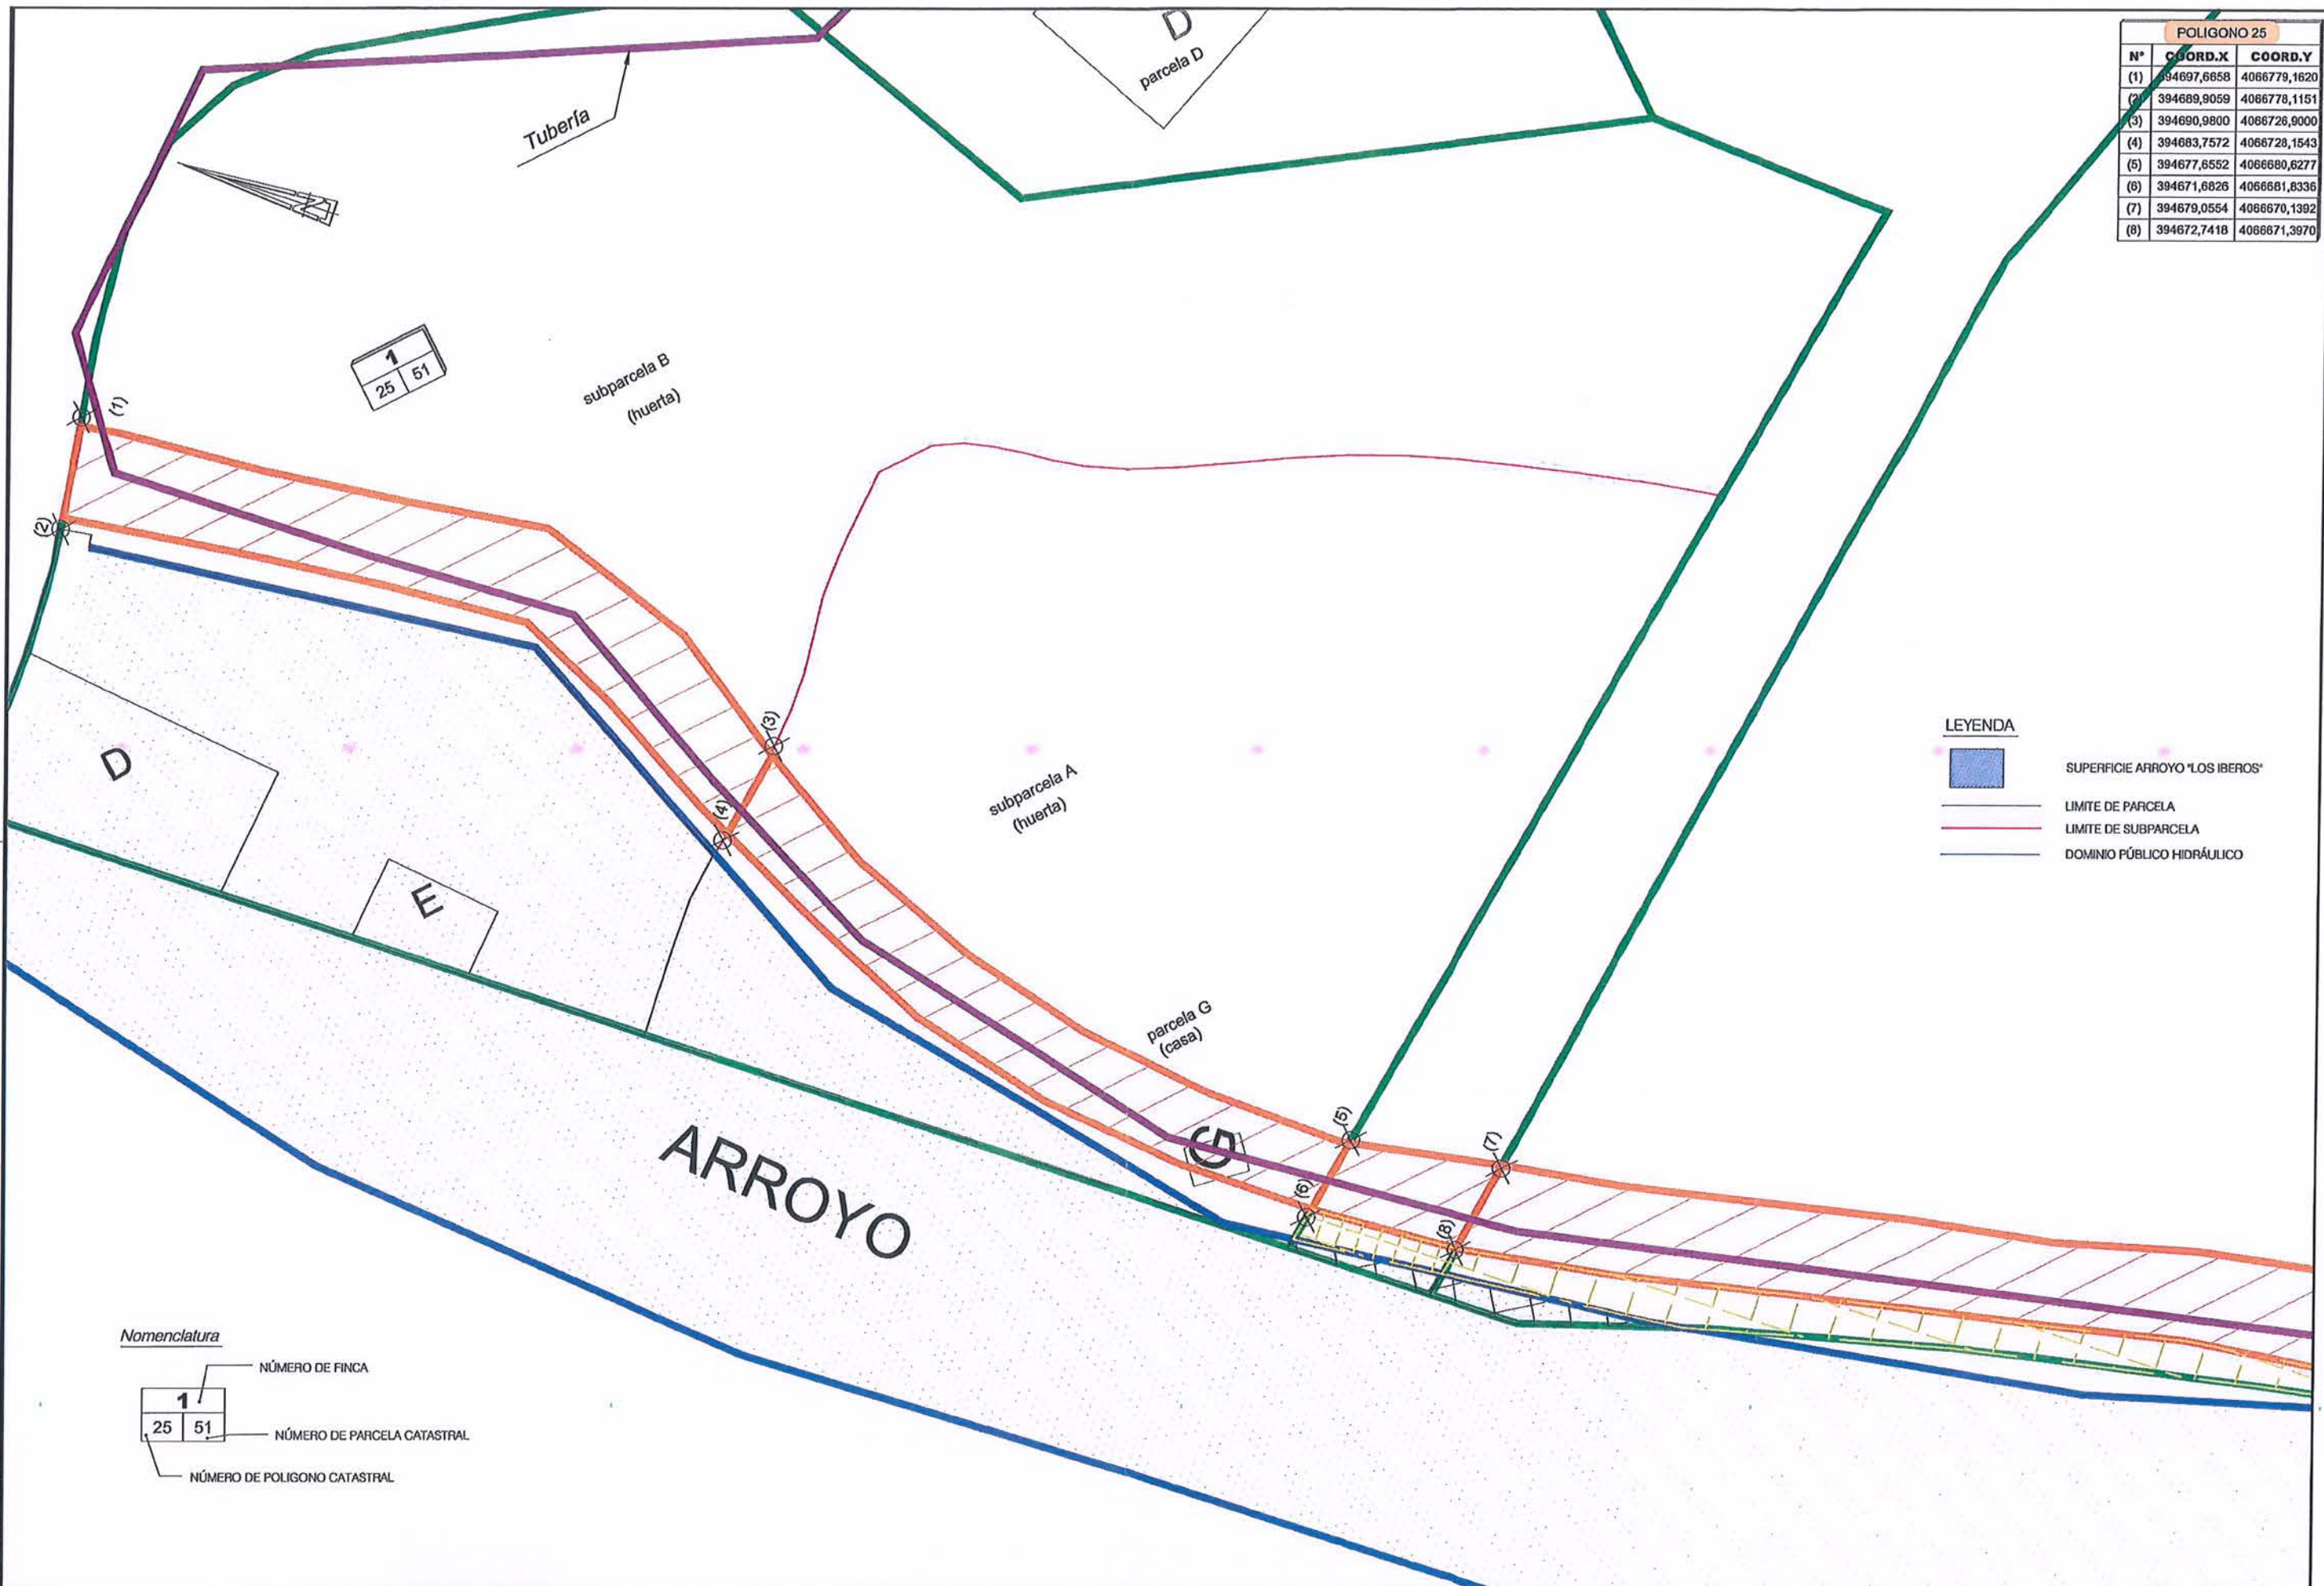 D
parcela D
POLIGONO 25
Nº COORD.X COORD.Y
(1) 394697,6658 4066779,1620
(2) 394689,9059 4066778,1151
(3) 394690,9800 4066726,9000
(4) 394683,7572 4066728,1543
(5) 394677,6552 4066680,6277
(6) 394671,6826 4066681,8336
(7) 394679,0554 4066670,1392
(8) 394672,7418 4066671,3970
Tubería
N
1
25 51
subparcela B
(huerta)
(1)
(2)
(3)
(4)
D
E
subparcela A
(huerta)
LEYENDA
SUPERFICIE ARROYO "LOS IBEROS"
LIMITE DE PARCELA
LIMITE DE SUBPARCELA
DOMINIO PÚBLICO HIDRÁULICO
parcela G
(casa)
G
(5)
(6)
(7)
(8)
ARROYO
Nomenclatura
NÚMERO DE FINCA
1
25 51
NÚMERO DE PARCELA CATASTRAL
NÚMERO DE POLIGONO CATASTRAL